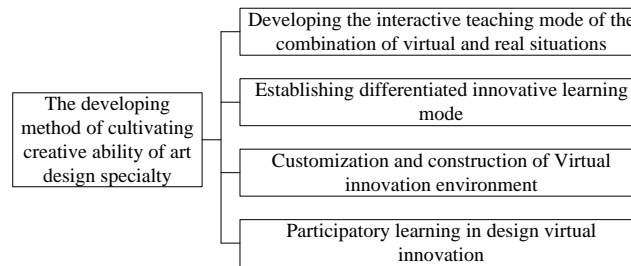 The developing
method of cultivating
creative ability of art
design specialty
Developing the interactive teaching mode of the
combination of virtual and real situations
Establishing differentiated innovative learning
mode
Customization and construction of Virtual
innovation environment
Participatory learning in design virtual
innovation